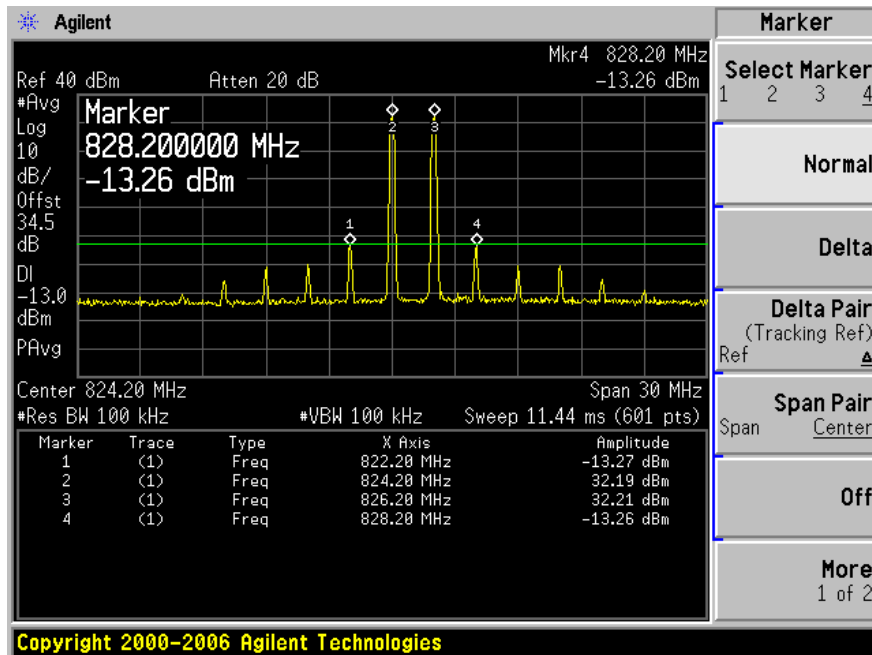 Agilent
Marker
Mkr4 828.20 MHz
Ref 40 dBm Atten 20 dB -13.26 dBm
#Avg
Log
10
dB/
Offst
34.5
dB
DI
-13.0
dBm
PAvg
Marker
828.200000 MHz
-13.26 dBm
1
2
3
4
Center 824.20 MHz Span 30 MHz
#Res BW 100 kHz #VBW 100 kHz Sweep 11.44 ms (601 pts)
Marker Trace Type X Axis Amplitude
1 (1) Freq 822.20 MHz -13.27 dBm
2 (1) Freq 824.20 MHz 32.19 dBm
3 (1) Freq 826.20 MHz 32.21 dBm
4 (1) Freq 828.20 MHz -13.26 dBm
Select Marker
1 2 3 4
Normal
Delta
Delta Pair
(Tracking Ref)
Ref Δ
Span Pair
Span Center
Off
More
1 of 2
Copyright 2000-2006 Agilent Technologies